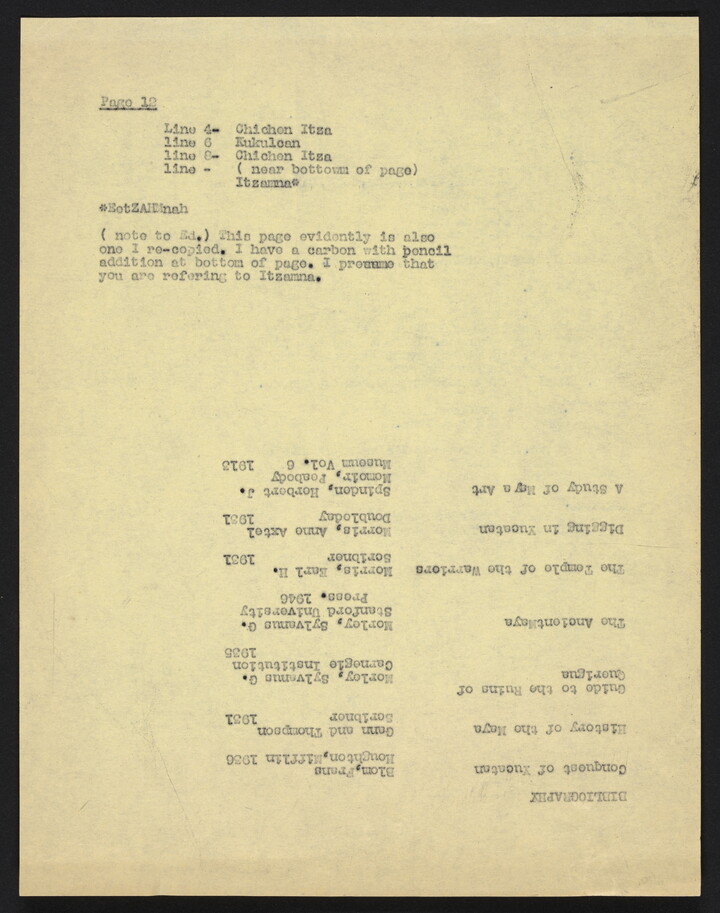 Page 12
Line 4- Chichen Itza
line 6 Kukulcan
line 8- Chichen Itza
line - ( near bottowm of page)
Itzamna*
*EetZAHMnah
( note to Ed.) This page evidently is also
one I re-copied. I have a carbon with pencil
addition at bottom of page. I presume that
you are refering to Itzamna.
BIBLIOGRAPHY
Conquest of Yucatan Blom,Frans
Houghton,Mifflin 1936
History of the Maya Gann and Thompson
Scribner 1931
Guide to the Ruins of Morley, Sylvanus G.
Querigua Carnegie Institution
1935
The AncientMaya Morley, Sylvanus G.
Stanford University
Press. 1946
The Temple of the Warriors Morris, Earl H.
Scribner 1931
Digging in Yucatan Morris, Anne Axtel
Doubleday 1931
A Study of Maya Art Spinden, Herbert J.
Memoir, Peabody
Museum Vol. 6 1913